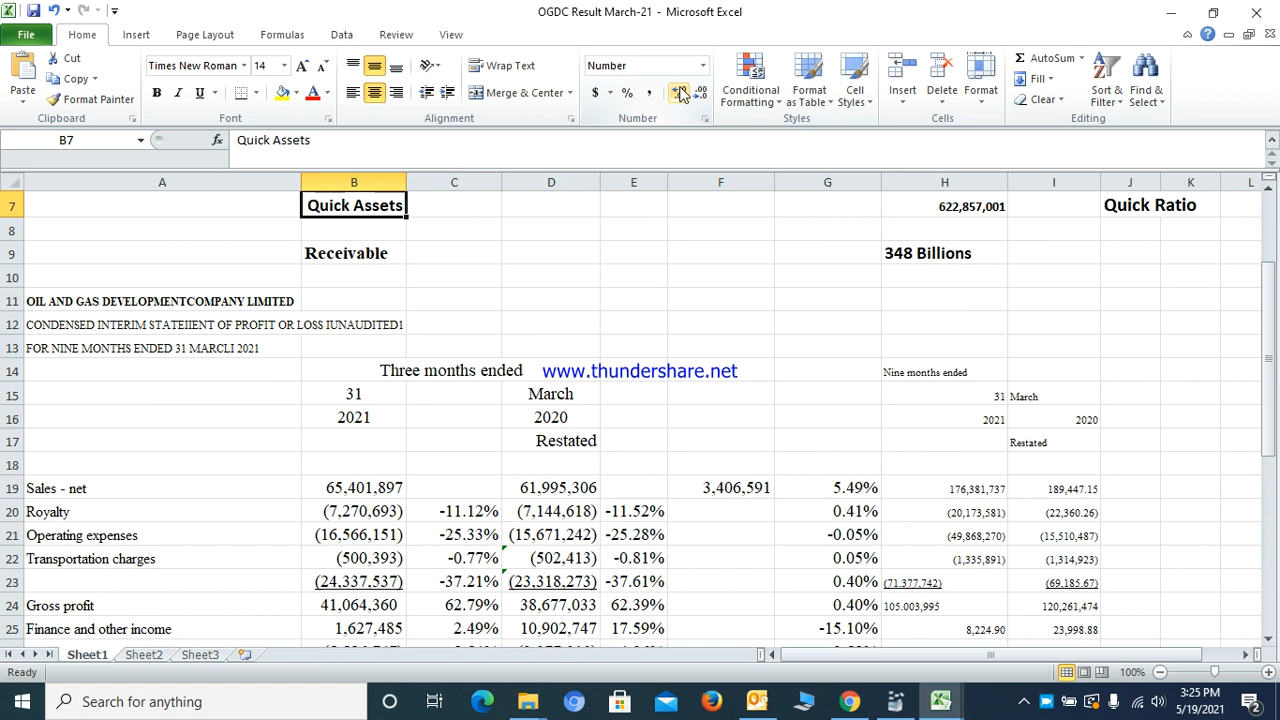 OGDC Result March-21 - Microsoft Excel
File Home Insert Page Layout Formulas Data Review View
Cut
Copy
Format Painter
Paste
Clipboard
Times New Roman 14
B I U
Font
Wrap Text
Merge & Center
Alignment
Number
$ % ,
Number
Conditional Formatting
Format as Table
Cell Styles
Styles
Insert Delete Format
Cells
AutoSum
Fill
Clear
Sort & Filter
Find & Select
Editing
B7 fx Quick Assets
A B C D E F G H I J K L
7 Quick Assets 622,857,001 Quick Ratio
8
9 Receivable 348 Billions
10
11 OIL AND GAS DEVELOPMENTCOMPANY LIMITED
12 CONDENSED INTERIM STATEIIENT OF PROFIT OR LOSS IUNAUDITED1
13 FOR NINE MONTHS ENDED 31 MARCLI 2021
14 Three months ended www.thundershare.net Nine months ended
15 31 March 31 March
16 2021 2020 2021 2020
17 Restated Restated
18
19 Sales - net 65,401,897 61,995,306 3,406,591 5.49% 176,381,737 189,447.15
20 Royalty (7,270,693) -11.12% (7,144,618) -11.52% 0.41% (20,173,581) (22,360.26)
21 Operating expenses (16,566,151) -25.33% (15,671,242) -25.28% -0.05% (49,868,270) (15,510,487)
22 Transportation charges (500,393) -0.77% (502,413) -0.81% 0.05% (1,335,891) (1,314,923)
23 (24,337,537) -37.21% (23,318,273) -37.61% 0.40% (71.377,742) (69,185.67)
24 Gross profit 41,064,360 62.79% 38,677,033 62.39% 0.40% 105.003,995 120,261,474
25 Finance and other income 1,627,485 2.49% 10,902,747 17.59% -15.10% 8,224.90 23,998.88
Sheet1 Sheet2 Sheet3
Ready 100%
Search for anything
3:25 PM
5/19/2021
2